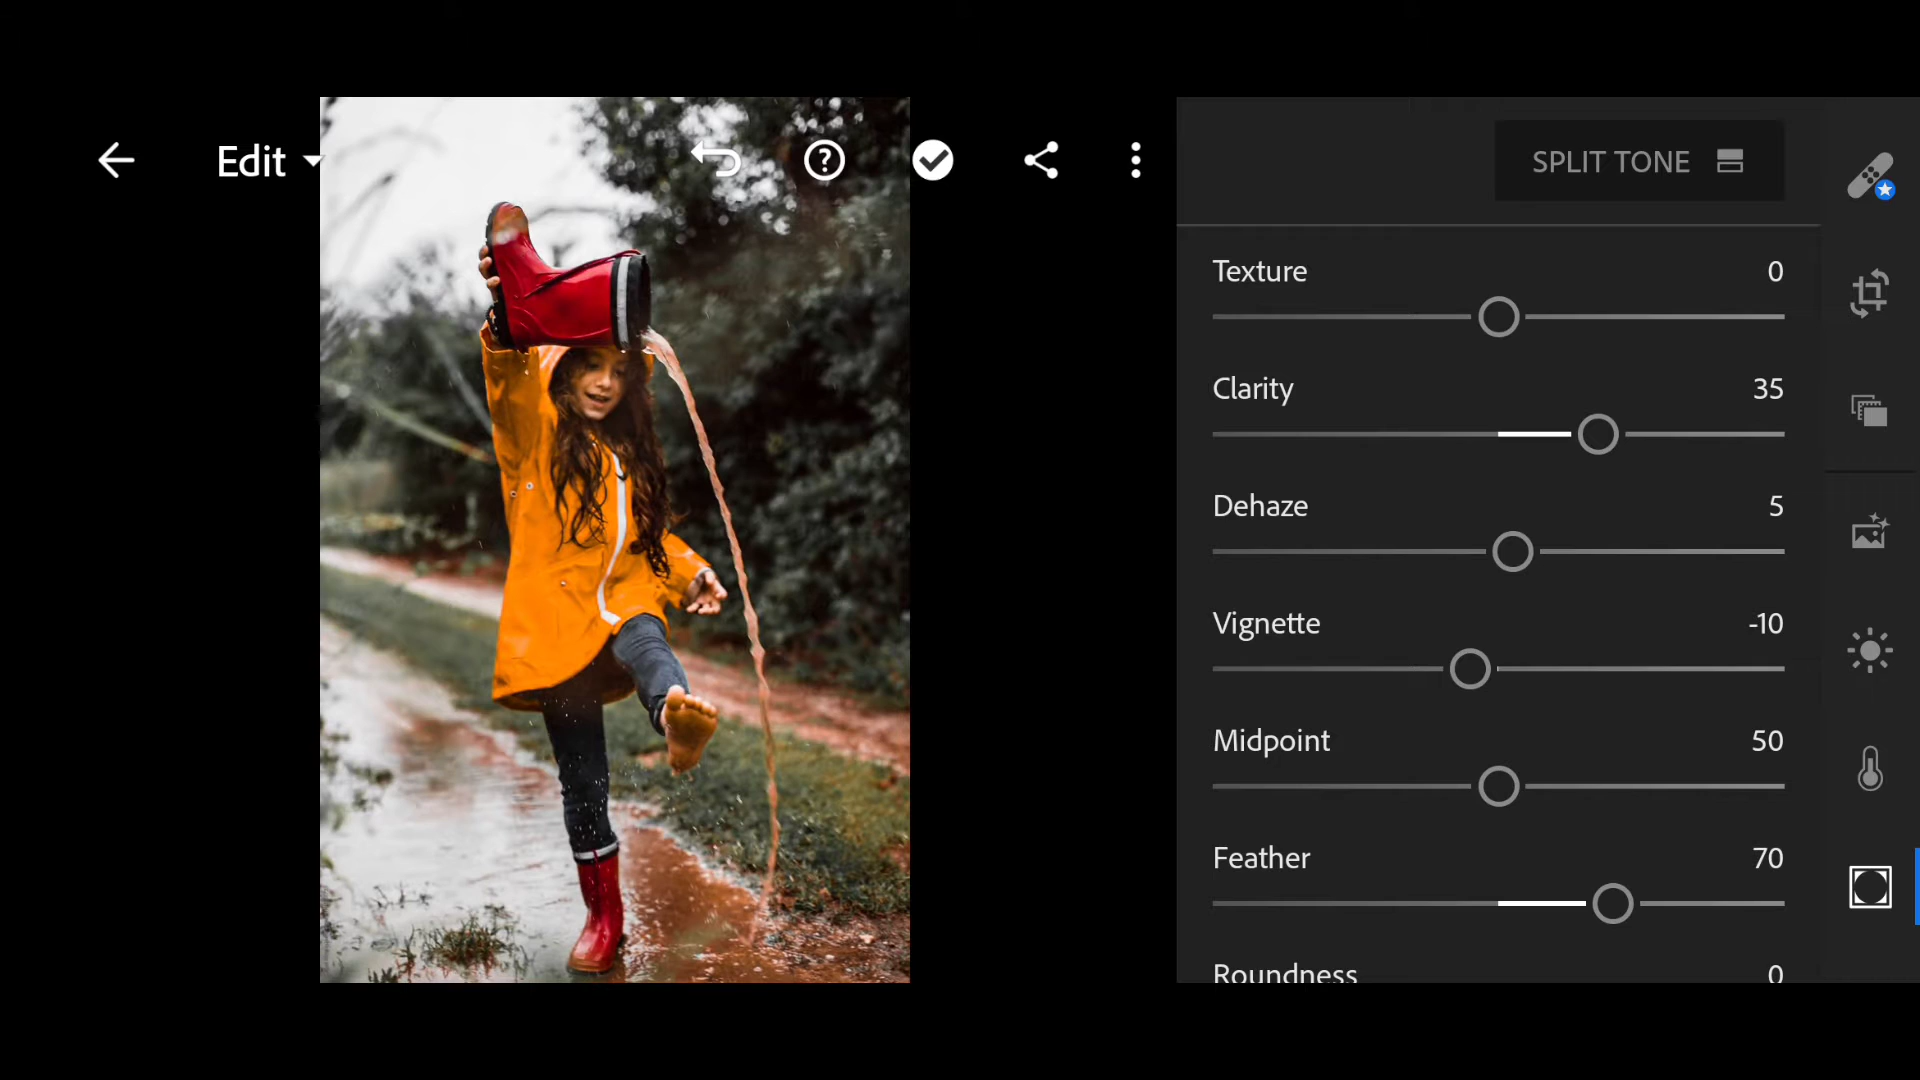 Edit
SPLIT TONE
Texture 0
Clarity 35
Dehaze 5
Vignette -10
Midpoint 50
Feather 70
Roundness 0